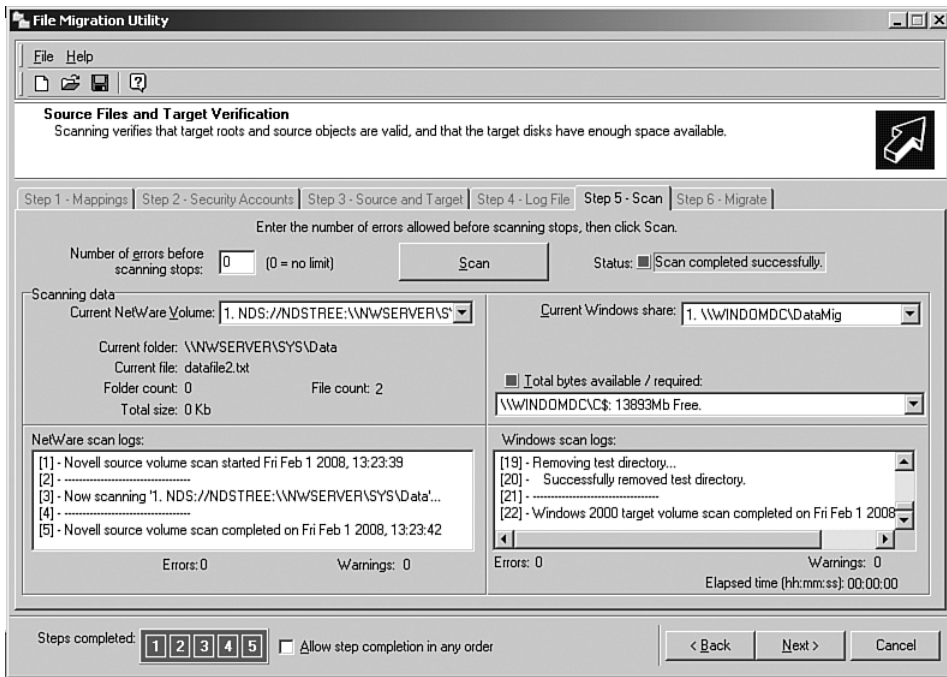 File Migration Utility
File Help
Source Files and Target Verification
Scanning verifies that target roots and source objects are valid, and that the target disks have enough space available.
Step 1 - Mappings Step 2 - Security Accounts Step 3 - Source and Target Step 4 - Log File Step 5 - Scan Step 6 - Migrate
Enter the number of errors allowed before scanning stops, then click Scan.
Number of errors before scanning stops: 0 (0 = no limit) Scan Status: Scan completed successfully.
Scanning data
Current NetWare Volume: 1. NDS://NDSTREE:\\NWSERVER\S
Current folder: \\NWSERVER\SYS\Data
Current file: datafile2.txt
Folder count: 0 File count: 2
Total size: 0 Kb
Current Windows share: 1. \\WINDOMDC\DataMig
Total bytes available / required:
\\WINDOMDC\C$: 13893Mb Free.
NetWare scan logs:
[1] - Novell source volume scan started Fri Feb 1 2008, 13:23:39
[2] - -----------------------------------
[3] - Now scanning '1. NDS://NDSTREE:\\NWSERVER\SYS\Data'...
[4] - -----------------------------------
[5] - Novell source volume scan completed on Fri Feb 1 2008, 13:23:42
Errors: 0 Warnings: 0
Windows scan logs:
[19] - Removing test directory...
[20] - Successfully removed test directory.
[21] - -----------------------------------
[22] - Windows 2000 target volume scan completed on Fri Feb 1 2008
Errors: 0 Warnings: 0
Elapsed time (hh:mm:ss): 00:00:00
Steps completed: 1 2 3 4 5 Allow step completion in any order < Back Next > Cancel